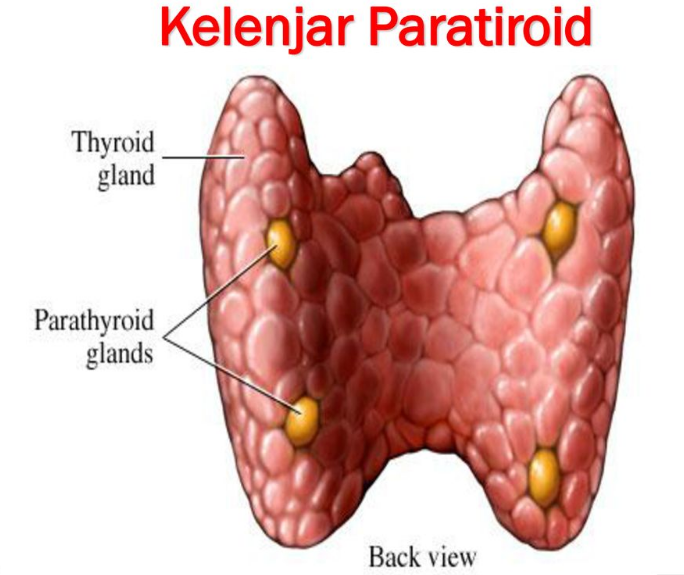 Kelenjar Paratiroid
Thyroid
gland
Parathyroid
glands
Back view